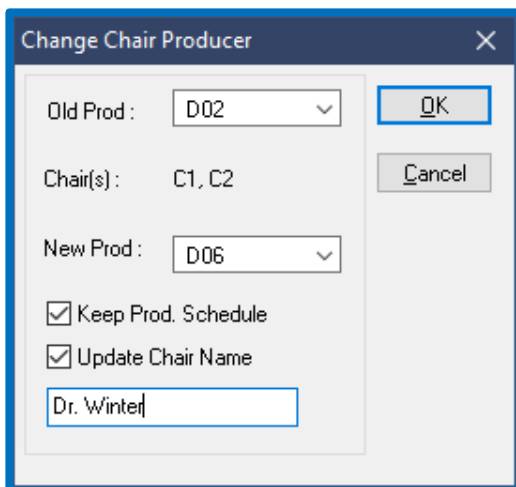 Change Chair Producer
Old Prod : D02
OK
Chair(s) : C1, C2
Cancel
New Prod : D06
Keep Prod. Schedule
Update Chair Name
Dr. Winter